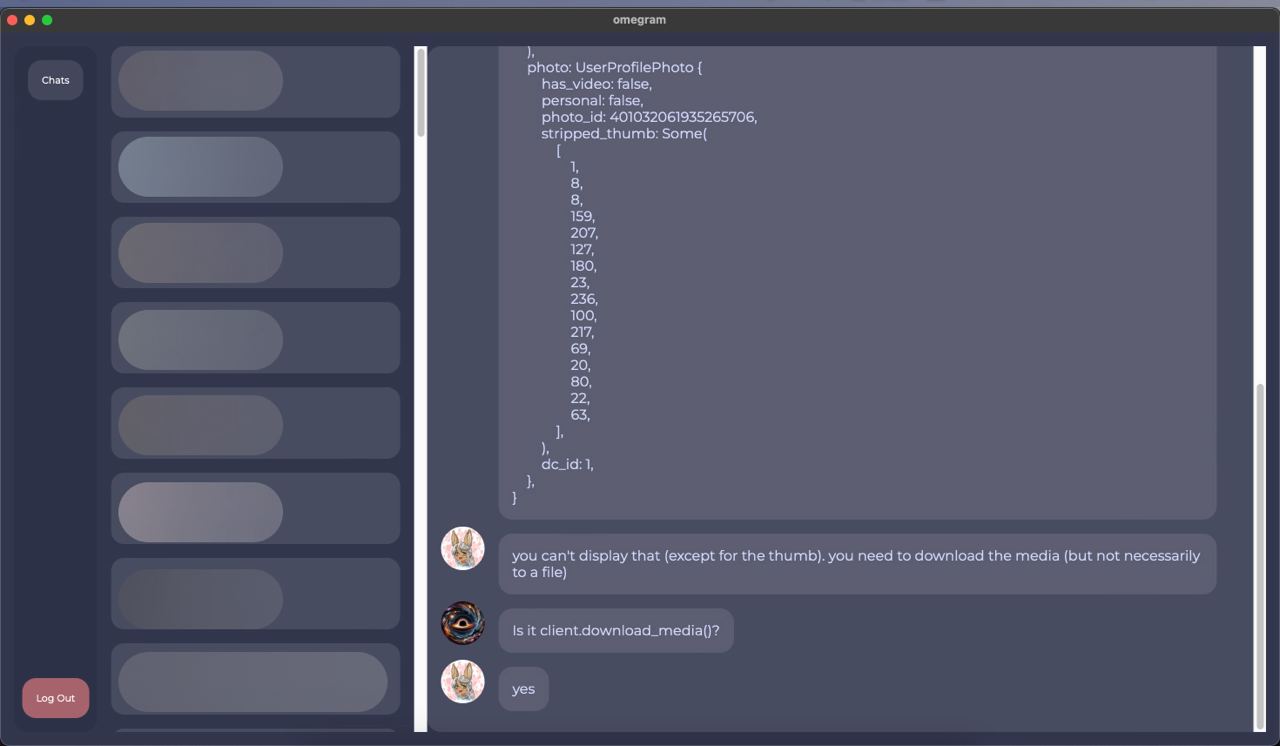 omegram
Chats
Log Out
),
photo: UserProfilePhoto {
has_video: false,
personal: false,
photo_id: 401032061935265706,
stripped_thumb: Some(
[
1,
8,
8,
159,
207,
127,
180,
23,
236,
100,
217,
69,
20,
80,
22,
63,
],
),
dc_id: 1,
},
}
you can't display that (except for the thumb). you need to download the media (but not necessarily
to a file)
Is it client.download_media()?
yes